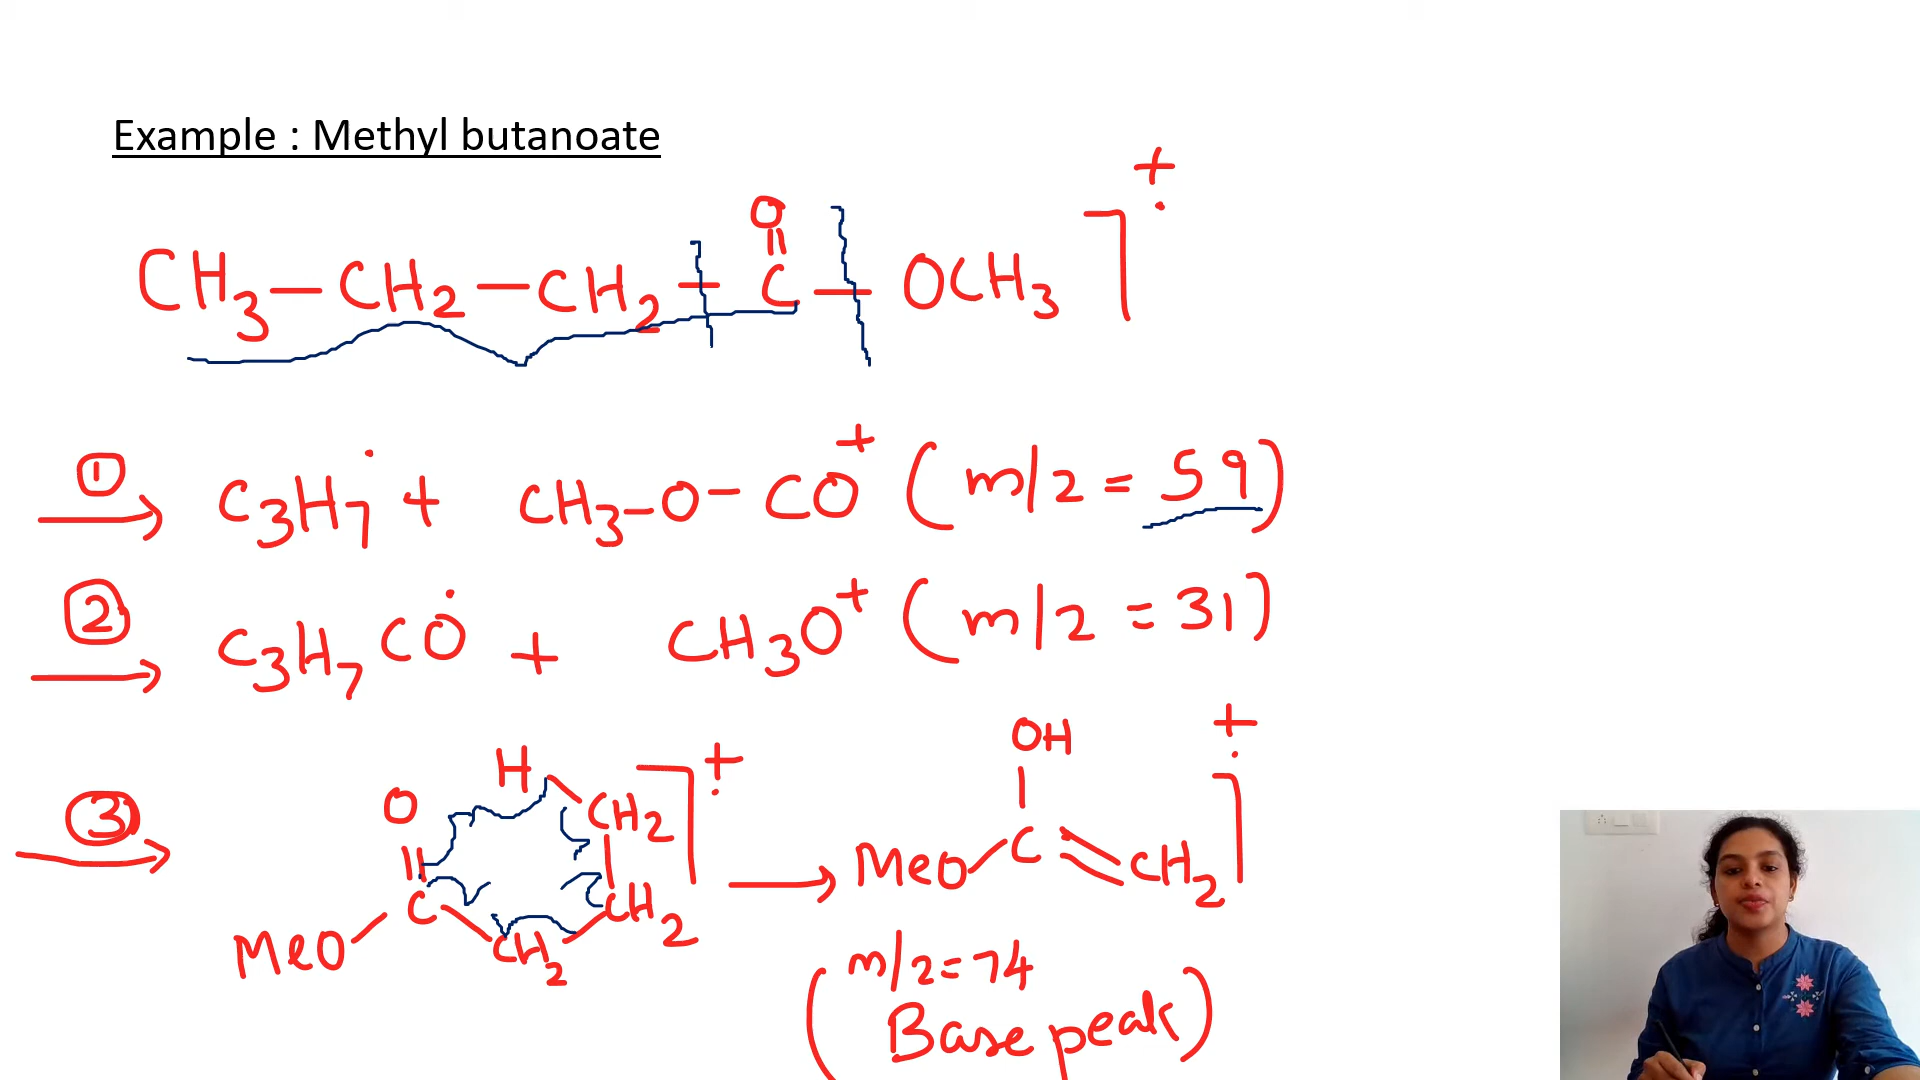 Example : Methyl butanoate
O
||
CH3—CH2—CH2—C—OCH3 ]+.
① → C3H7. + CH3—O—CO+ (m/z = 59)
② → C3H7CO. + CH3O+ (m/z = 31)
③ →
H
O
CH2
C
CH2
MeO
CH2
]+.
→
OH
MeO
C
CH2
]+.
(m/z = 74
Base peak)